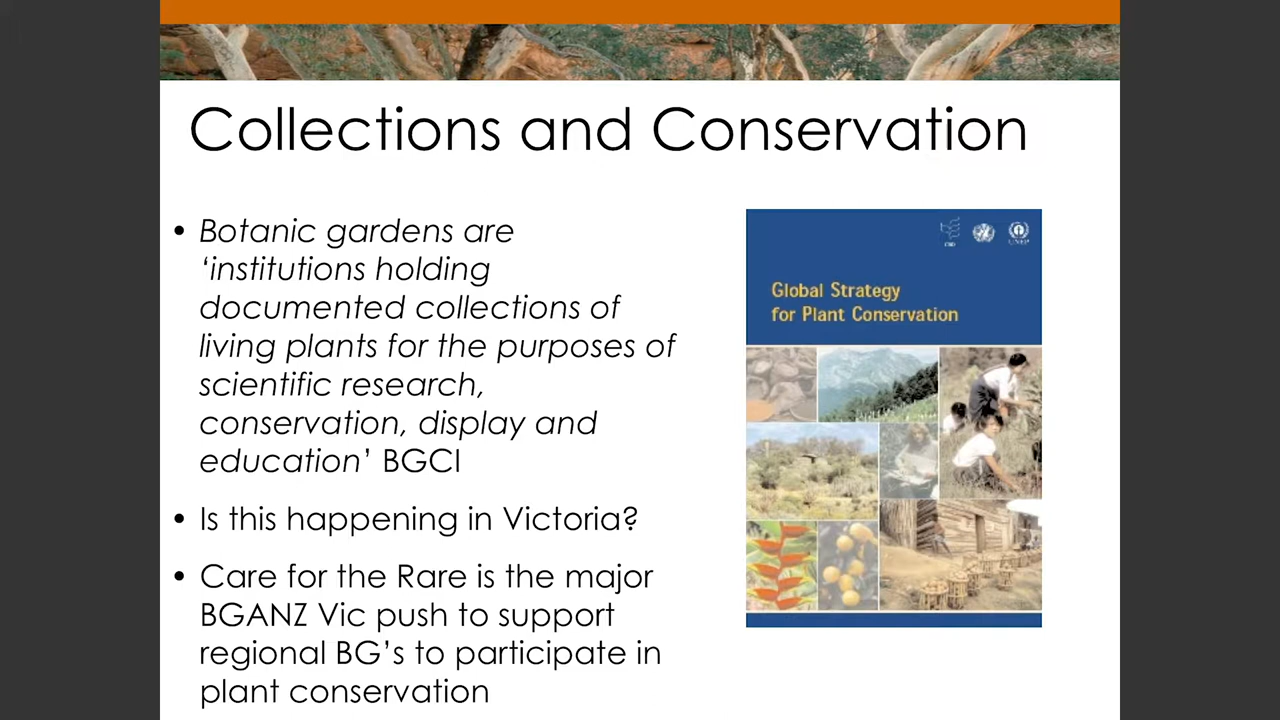 Collections and Conservation
• Botanic gardens are
‘institutions holding
documented collections of
living plants for the purposes of
scientific research,
conservation, display and
education’ BGCI
• Is this happening in Victoria?
• Care for the Rare is the major
BGANZ Vic push to support
regional BG’s to participate in
plant conservation
CBD
UNEP
Global Strategy
for Plant Conservation